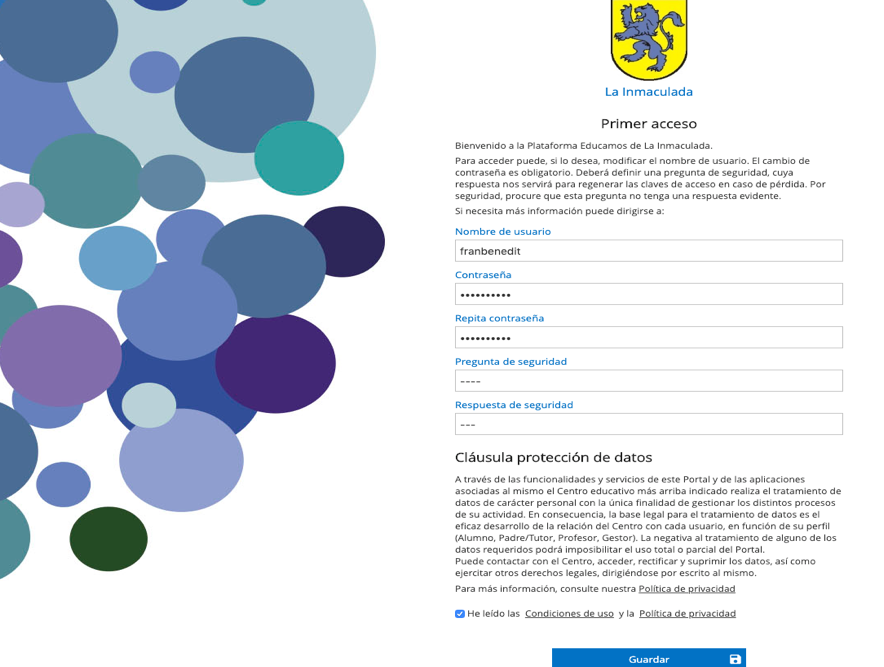 La Inmaculada
Primer acceso
Bienvenido a la Plataforma Educamos de La Inmaculada.
Para acceder puede, si lo desea, modificar el nombre de usuario. El cambio de
contraseña es obligatorio. Deberá definir una pregunta de seguridad, cuya
respuesta nos servirá para regenerar las claves de acceso en caso de pérdida. Por
seguridad, procure que esta pregunta no tenga una respuesta evidente.
Si necesita más información puede dirigirse a:
Nombre de usuario
franbenedit
Contraseña
••••••••••
Repita contraseña
••••••••••
Pregunta de seguridad
----
Respuesta de seguridad
---
Cláusula protección de datos
A través de las funcionalidades y servicios de este Portal y de las aplicaciones
asociadas al mismo el Centro educativo más arriba indicado realiza el tratamiento de
datos de carácter personal con la única finalidad de gestionar los distintos procesos
de su actividad. En consecuencia, la base legal para el tratamiento de datos es el
eficaz desarrollo de la relación del Centro con cada usuario, en función de su perfil
(Alumno, Padre/Tutor, Profesor, Gestor). La negativa al tratamiento de alguno de los
datos requeridos podrá imposibilitar el uso total o parcial del Portal.
Puede contactar con el Centro, acceder, rectificar y suprimir los datos, así como
ejercitar otros derechos legales, dirigiéndose por escrito al mismo.
Para más información, consulte nuestra Política de privacidad
He leído las Condiciones de uso y la Política de privacidad
Guardar